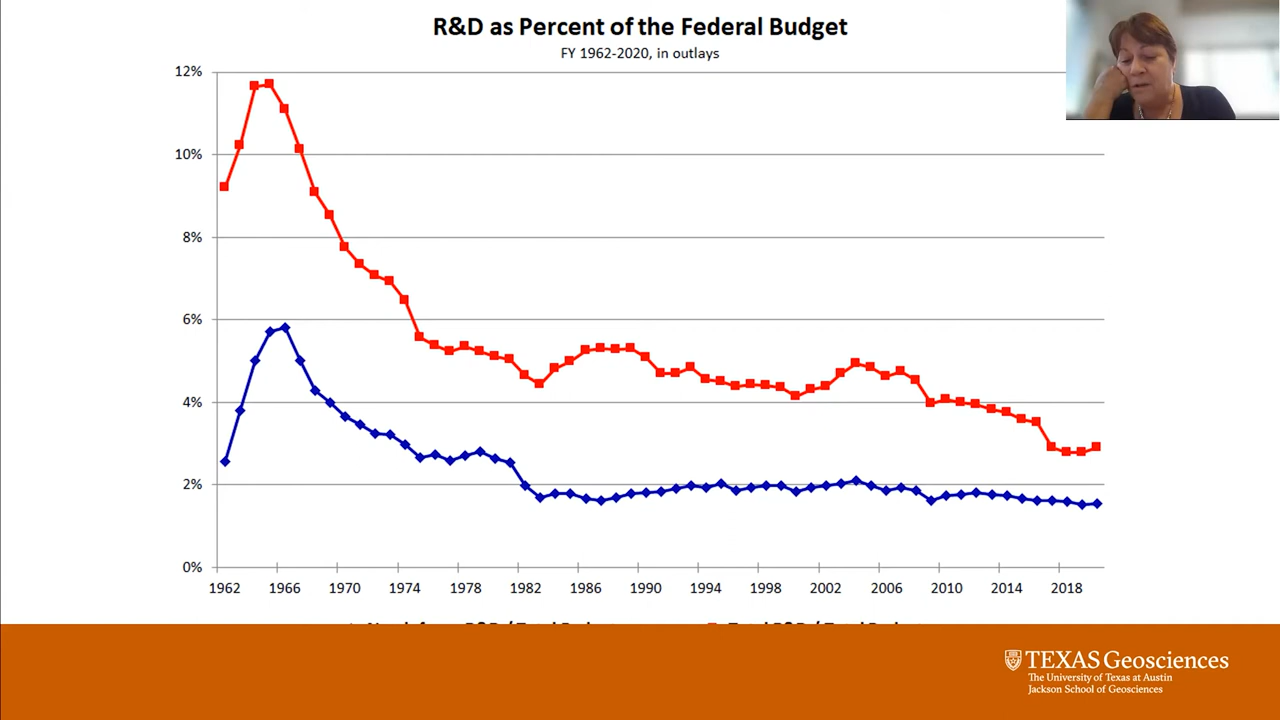 R&D as Percent of the Federal Budget
FY 1962-2020, in outlays
12%
10%
8%
6%
4%
2%
0%
1962 1966 1970 1974 1978 1982 1986 1990 1994 1998 2002 2006 2010 2014 2018
TEXAS Geosciences
The University of Texas at Austin
Jackson School of Geosciences